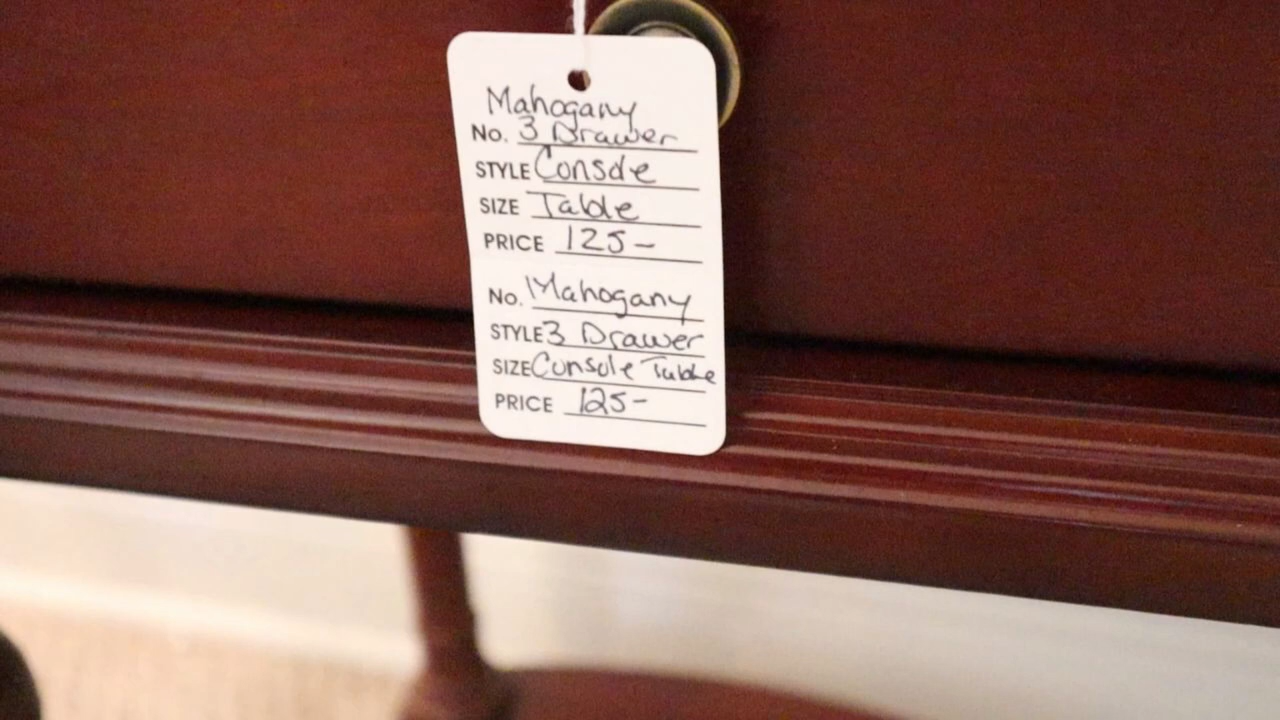 Mahogany
No. 3 Drawer
STYLE Console
SIZE Table
PRICE 125-
No. Mahogany
STYLE 3 Drawer
SIZE Console Table
PRICE 125-